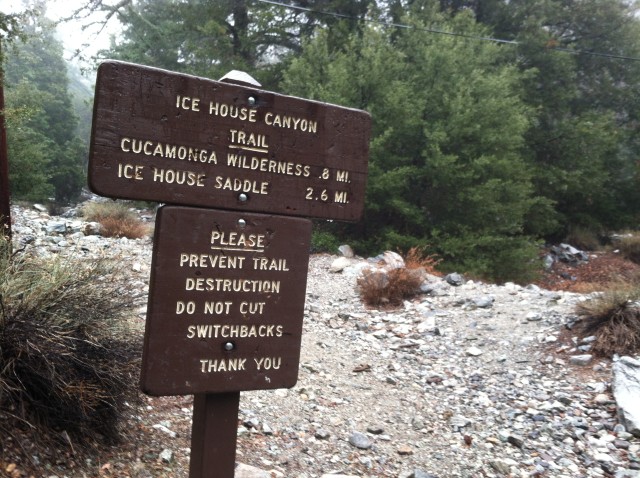 ICE HOUSE CANYON
TRAIL
CUCAMONGA WILDERNESS .8 MI.
ICE HOUSE SADDLE 2.6 MI.
PLEASE
PREVENT TRAIL
DESTRUCTION
DO NOT CUT
SWITCHBACKS
THANK YOU